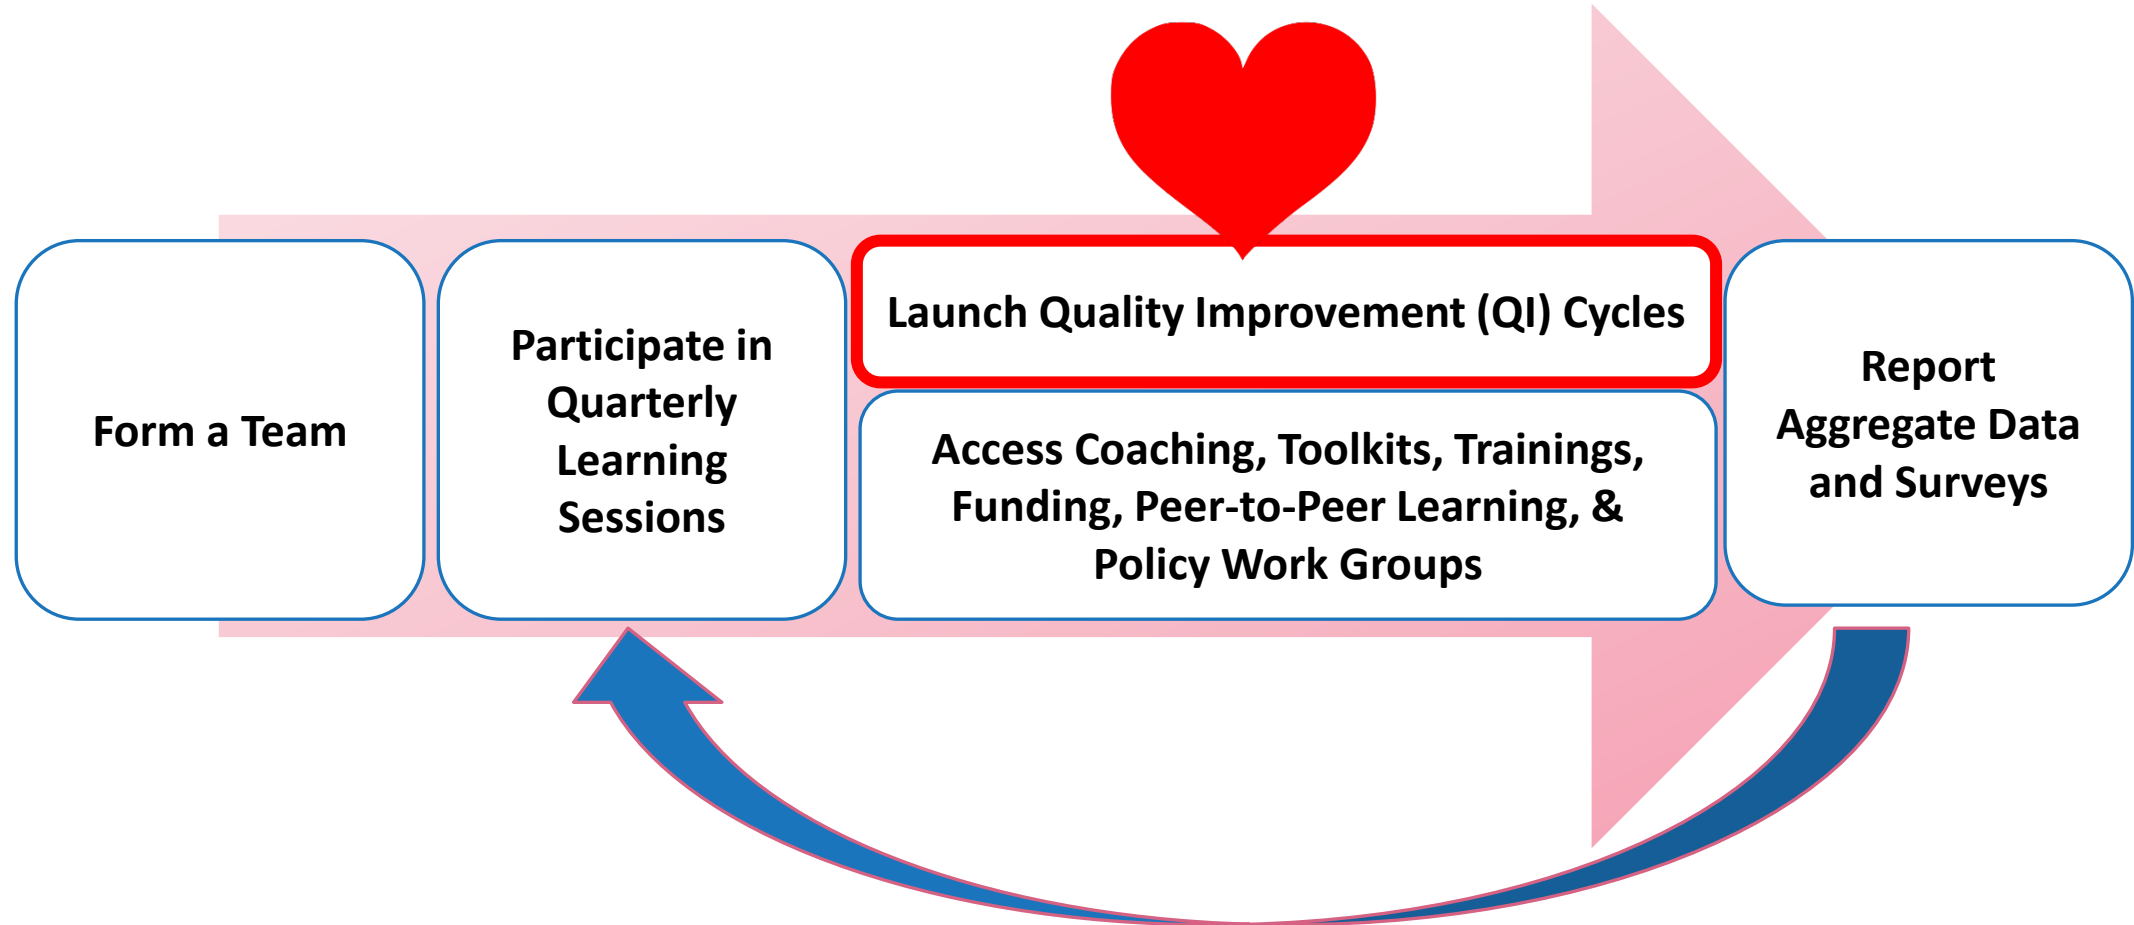 Form a Team
Participate in
Quarterly
Learning
Sessions
Launch Quality Improvement (QI) Cycles
Access Coaching, Toolkits, Trainings,
Funding, Peer-to-Peer Learning, &
Policy Work Groups
Report
Aggregate Data
and Surveys